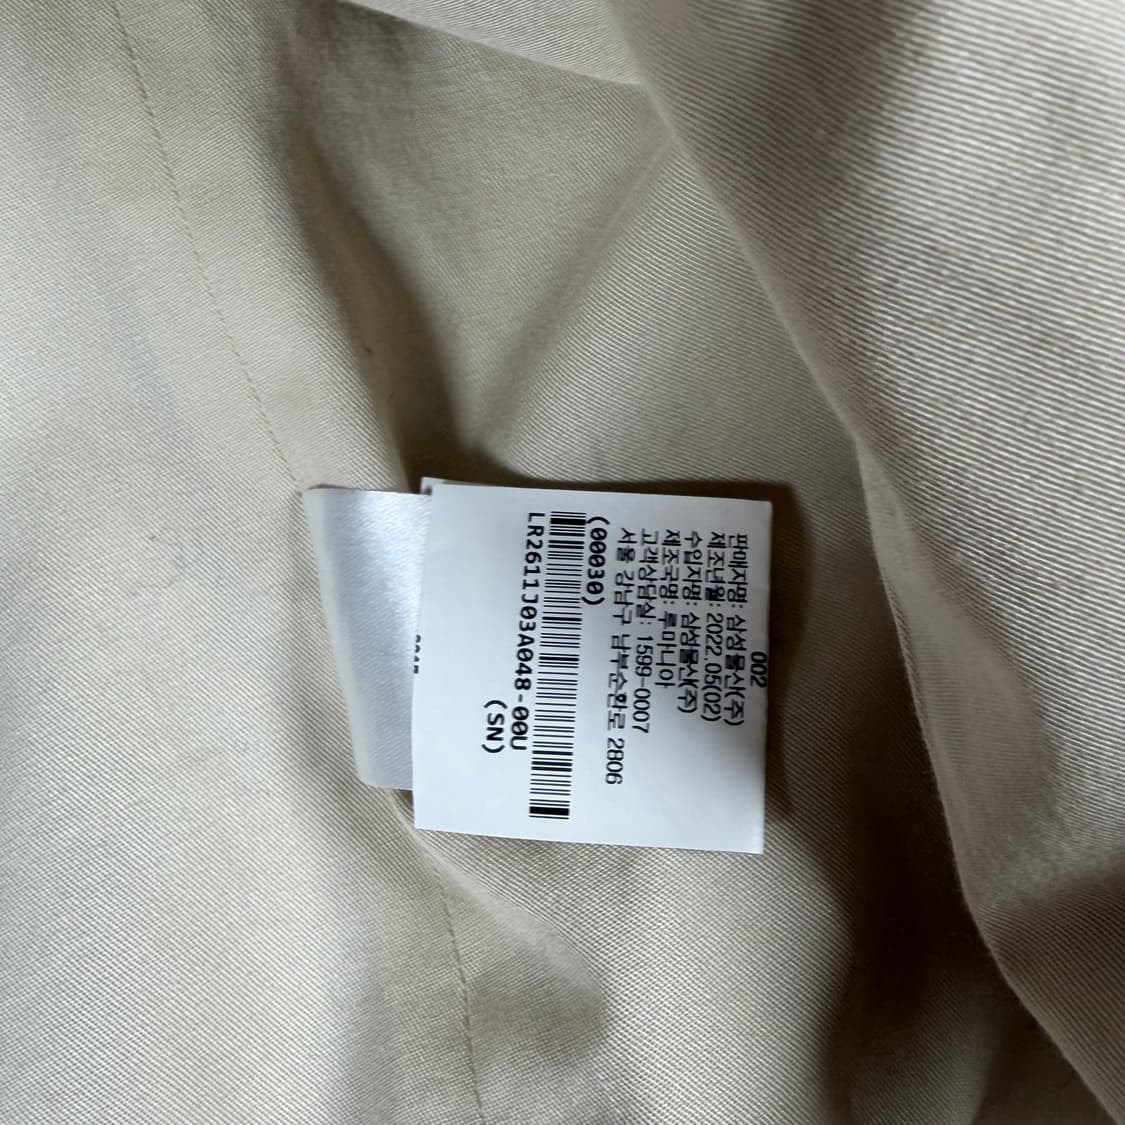 002
판매자명: 삼성물산(주)
제조년월: 2022.05(02)
수입자명: 삼성물산(주)
제조국명: 루마니아
고객상담실: 1599-0007
서울 강남구 남부순환로 2806
(00030)
LR2611J03A048-00U
(SN)